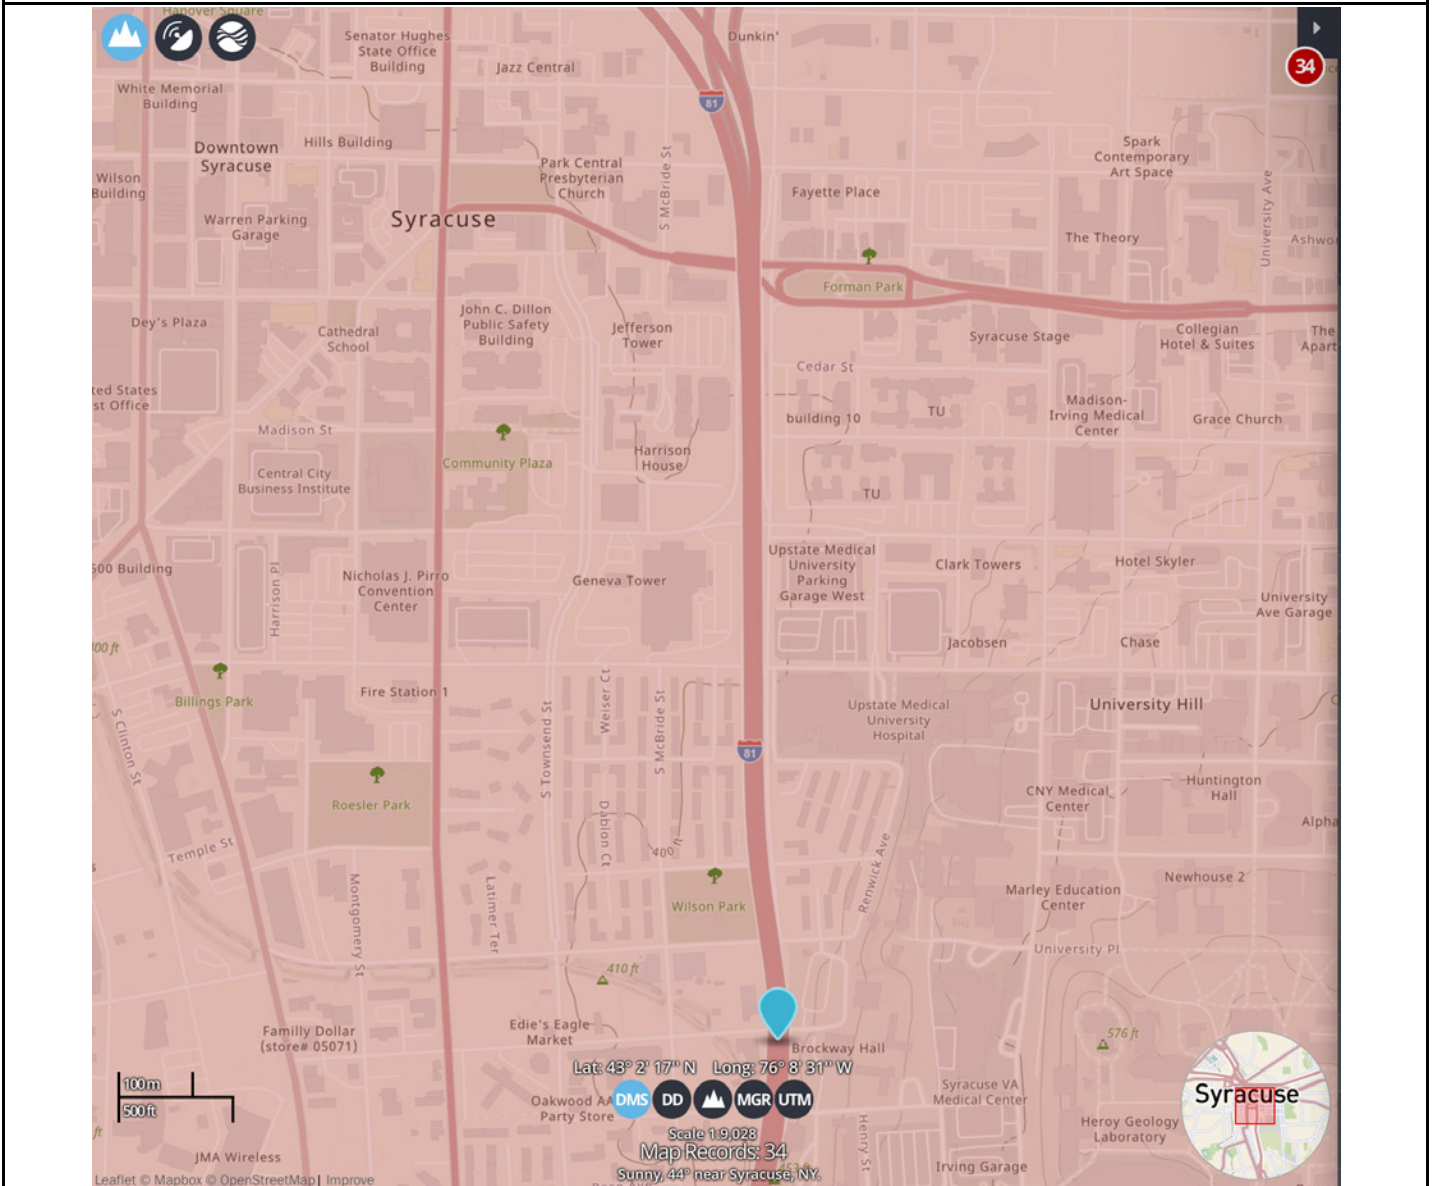 Hanover Square
Senator Hughes
State Office
Building
Dunkin'
Jazz Central
34
81
White Memorial
Building
Hills Building
Downtown
Syracuse
Spark
Contemporary
Art Space
Park Central
Presbyterian
Church
Wilson
Building
S McBride St
Fayette Place
University Ave
Warren Parking
Garage
Syracuse
The Theory
Ashwo
Forman Park
Dey's Plaza
John C. Dillon
Public Safety
Building
Cathedral
School
Jefferson
Tower
Syracuse Stage
Collegian
Hotel & Suites
The
Apart
Cedar St
ted States
st Office
building 10
TU
Madison-
Irving Medical
Center
Grace Church
Madison St
Community Plaza
Harrison
House
Central City
Business Institute
TU
500 Building
Harrison Pl
Nicholas J. Pirro
Convention
Center
Geneva Tower
Upstate Medical
University
Parking
Garage West
Clark Towers
Hotel Skyler
University
Ave Garage
Jacobsen
Chase
400 ft
Billings Park
Fire Station 1
S Clinton St
S Townsend St
Weiser Ct
S McBride St
Upstate Medical
University
Hospital
University Hill
81
Roesler Park
CNY Medical
Center
Huntington
Hall
Alpha
Temple St
Dablon Ct
400 ft
Renwick Ave
Wilson Park
Montgomery St
Latimer Ter
Marley Education
Center
Newhouse 2
University Pl
410 ft
Familly Dollar
(store# 05071)
Edie's Eagle
Market
Brockway Hall
576 ft
Lat: 43° 2' 17'' N Long: 76° 8' 31'' W
100 m
500 ft
Oakwood AA
Party Store
DMS
DD
MGR
UTM
Syracuse VA
Medical Center
Syracuse
Scale 1:9,028
Map Records: 34
Sunny, 44° near Syracuse, NY.
453 ft
Henry St
Heroy Geology
Laboratory
ft
JMA Wireless
Irving Garage
Leaflet © Mapbox © OpenStreetMap | Improve